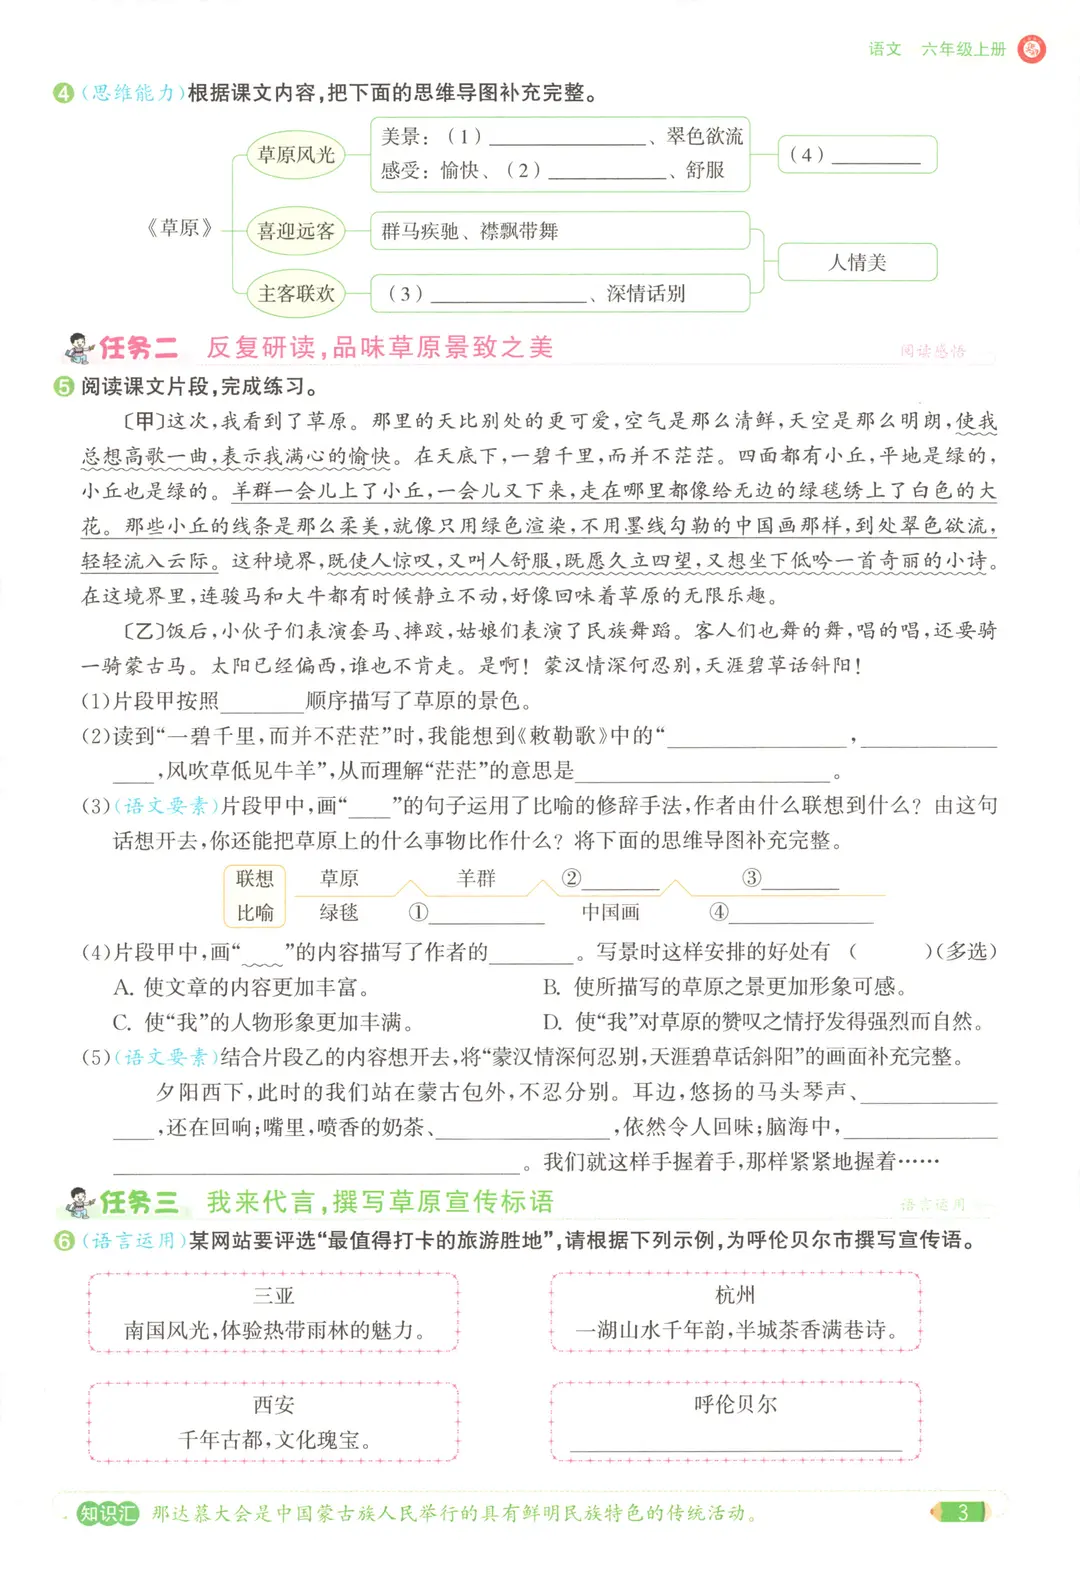 语文 六年级上册
4 (思维能力)根据课文内容,把下面的思维导图补充完整。
《草原》
草原风光
美景:(1)________、翠色欲流
感受:愉快、(2)________、舒服
(4)________
喜迎远客
群马疾驰、襟飘带舞
人情美
主客联欢
(3)________、深情话别
任务二 反复研读,品味草原景致之美
阅读感悟
5 阅读课文片段,完成练习。
〔甲〕这次,我看到了草原。那里的天比别处的更可爱,空气是那么清鲜,天空是那么明朗,使我
总想高歌一曲,表示我满心的愉快。在天底下,一碧千里,而并不茫茫。四面都有小丘,平地是绿的,
小丘也是绿的。羊群一会儿上了小丘,一会儿又下来,走在哪里都像给无边的绿毯绣上了白色的大
花。那些小丘的线条是那么柔美,就像只用绿色渲染,不用墨线勾勒的中国画那样,到处翠色欲流,
轻轻流入云际。这种境界,既使人惊叹,又叫人舒服,既愿久立四望,又想坐下低吟一首奇丽的小诗。
在这境界里,连骏马和大牛都有时候静立不动,好像回味着草原的无限乐趣。
〔乙〕饭后,小伙子们表演套马、摔跤,姑娘们表演了民族舞蹈。客人们也舞的舞,唱的唱,还要骑
一骑蒙古马。太阳已经偏西,谁也不肯走。是啊!蒙汉情深何忍别,天涯碧草话斜阳!
(1)片段甲按照________顺序描写了草原的景色。
(2)读到“一碧千里,而并不茫茫”时,我能想到《敕勒歌》中的“________,________
____,风吹草低见牛羊”,从而理解“茫茫”的意思是________。
(3)(语文要素)片段甲中,画“____”的句子运用了比喻的修辞手法,作者由什么联想到什么?由这句
话想开去,你还能把草原上的什么事物比作什么?将下面的思维导图补充完整。
联想 草原 羊群 ②________ ③________
比喻 绿毯 ①________ 中国画 ④________
(4)片段甲中,画“﹏﹏”的内容描写了作者的________。写景时这样安排的好处有 ( )(多选)
A. 使文章的内容更加丰富。 B. 使所描写的草原之景更加形象可感。
C. 使“我”的人物形象更加丰满。 D. 使“我”对草原的赞叹之情抒发得强烈而自然。
(5)(语文要素)结合片段乙的内容想开去,将“蒙汉情深何忍别,天涯碧草话斜阳”的画面补充完整。
夕阳西下,此时的我们站在蒙古包外,不忍分别。耳边,悠扬的马头琴声、________
____,还在回响;嘴里,喷香的奶茶、________,依然令人回味;脑海中,________
________。我们就这样手握着手,那样紧紧地握着……
任务三 我来代言,撰写草原宣传标语
语言运用
6 (语言运用)某网站要评选“最值得打卡的旅游胜地”,请根据下列示例,为呼伦贝尔市撰写宣传语。
三亚
南国风光,体验热带雨林的魅力。
杭州
一湖山水千年韵,半城茶香满巷诗。
西安
千年古都,文化瑰宝。
呼伦贝尔
________
知识汇 那达慕大会是中国蒙古族人民举行的具有鲜明民族特色的传统活动。
3